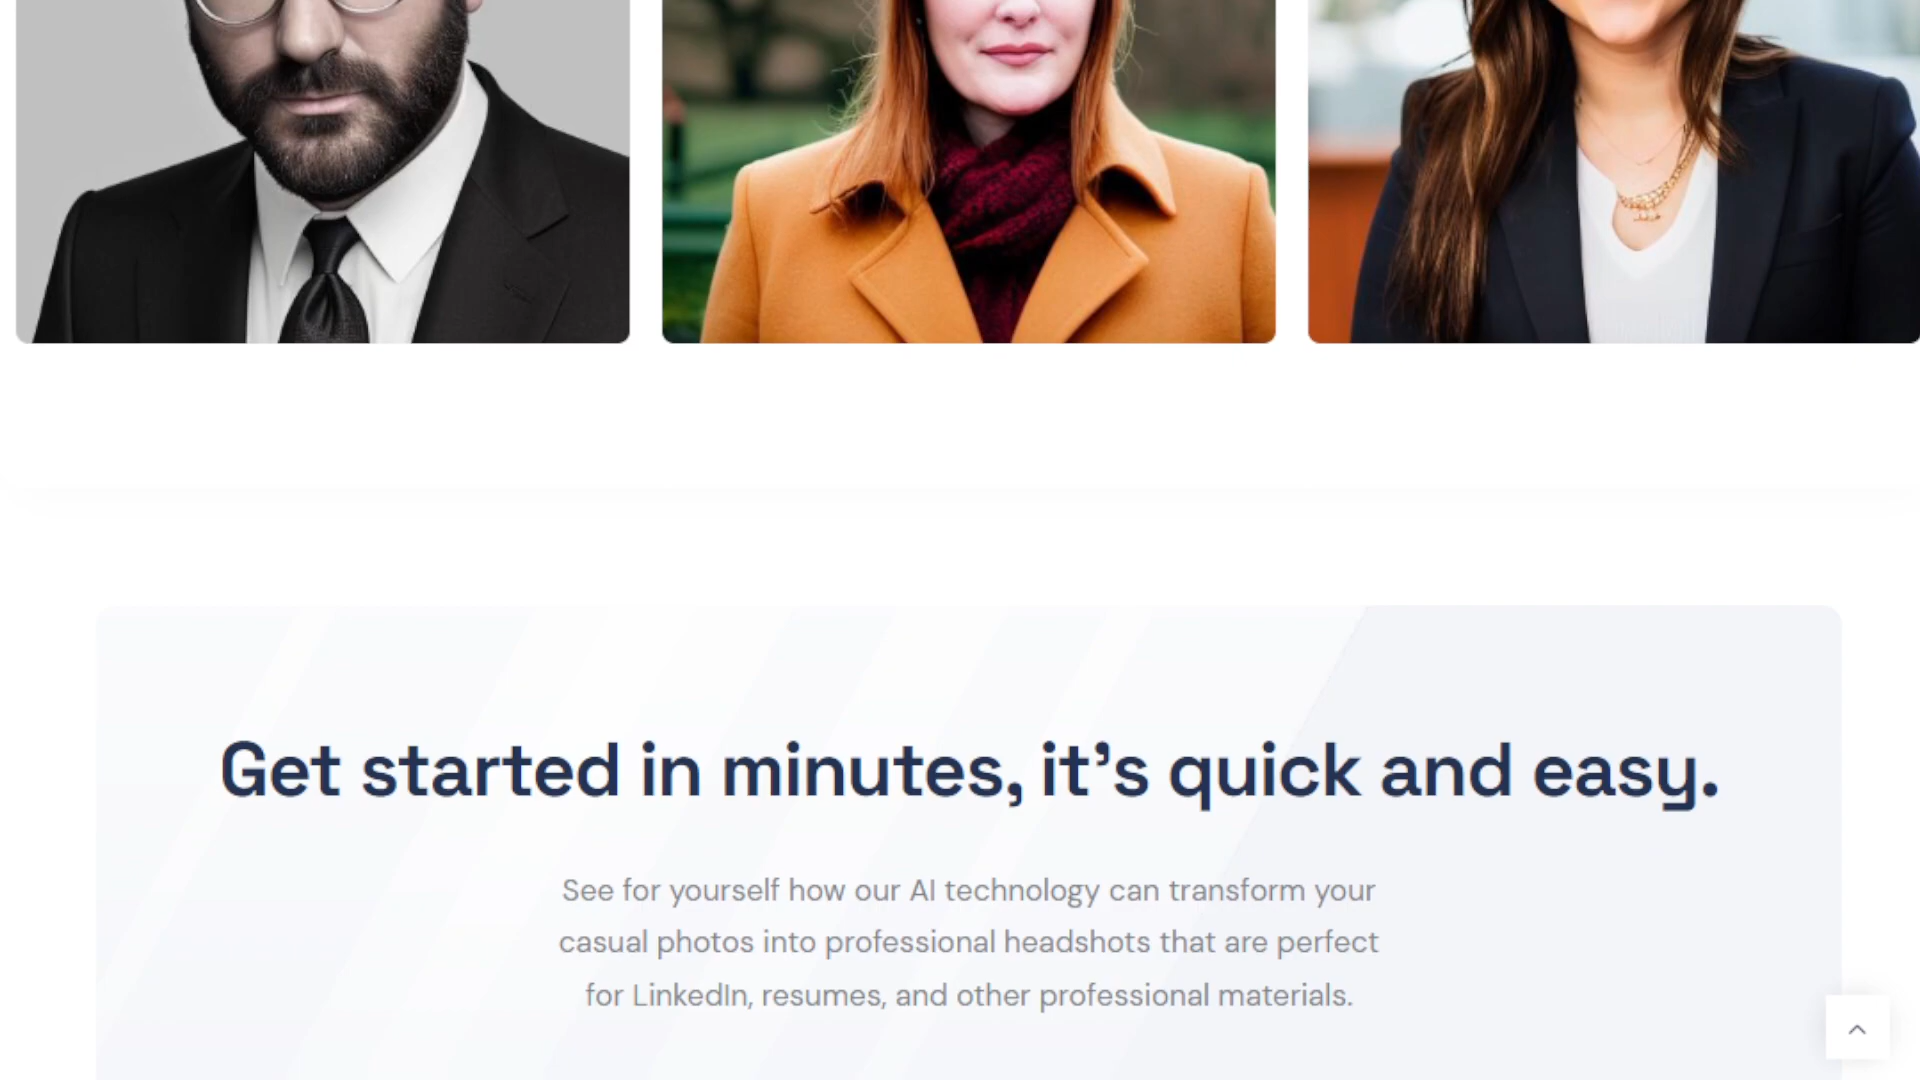 Get started in minutes, it’s quick and easy.
See for yourself how our AI technology can transform your
casual photos into professional headshots that are perfect
for LinkedIn, resumes, and other professional materials.